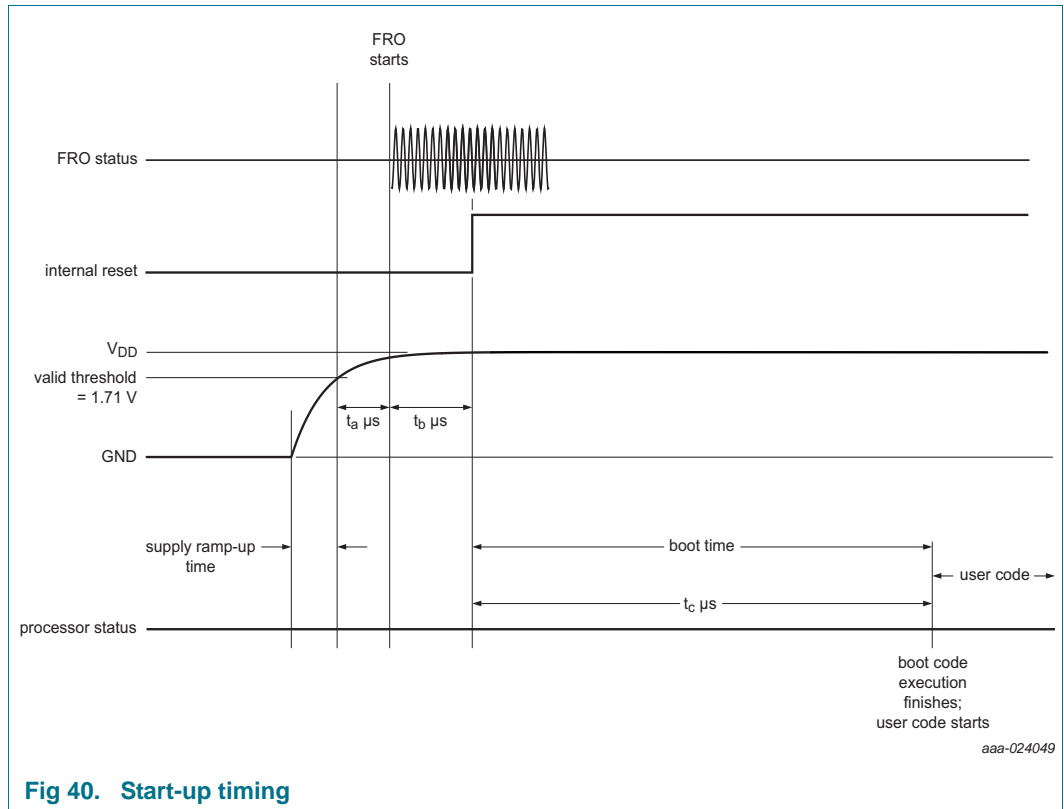 FRO
starts
FRO status
internal reset
VDD
valid threshold
= 1.71 V
ta μs
tb μs
GND
supply ramp-up
time
boot time
user code
tc μs
processor status
boot code
execution
finishes;
user code starts
aaa-024049
Fig 40. Start-up timing